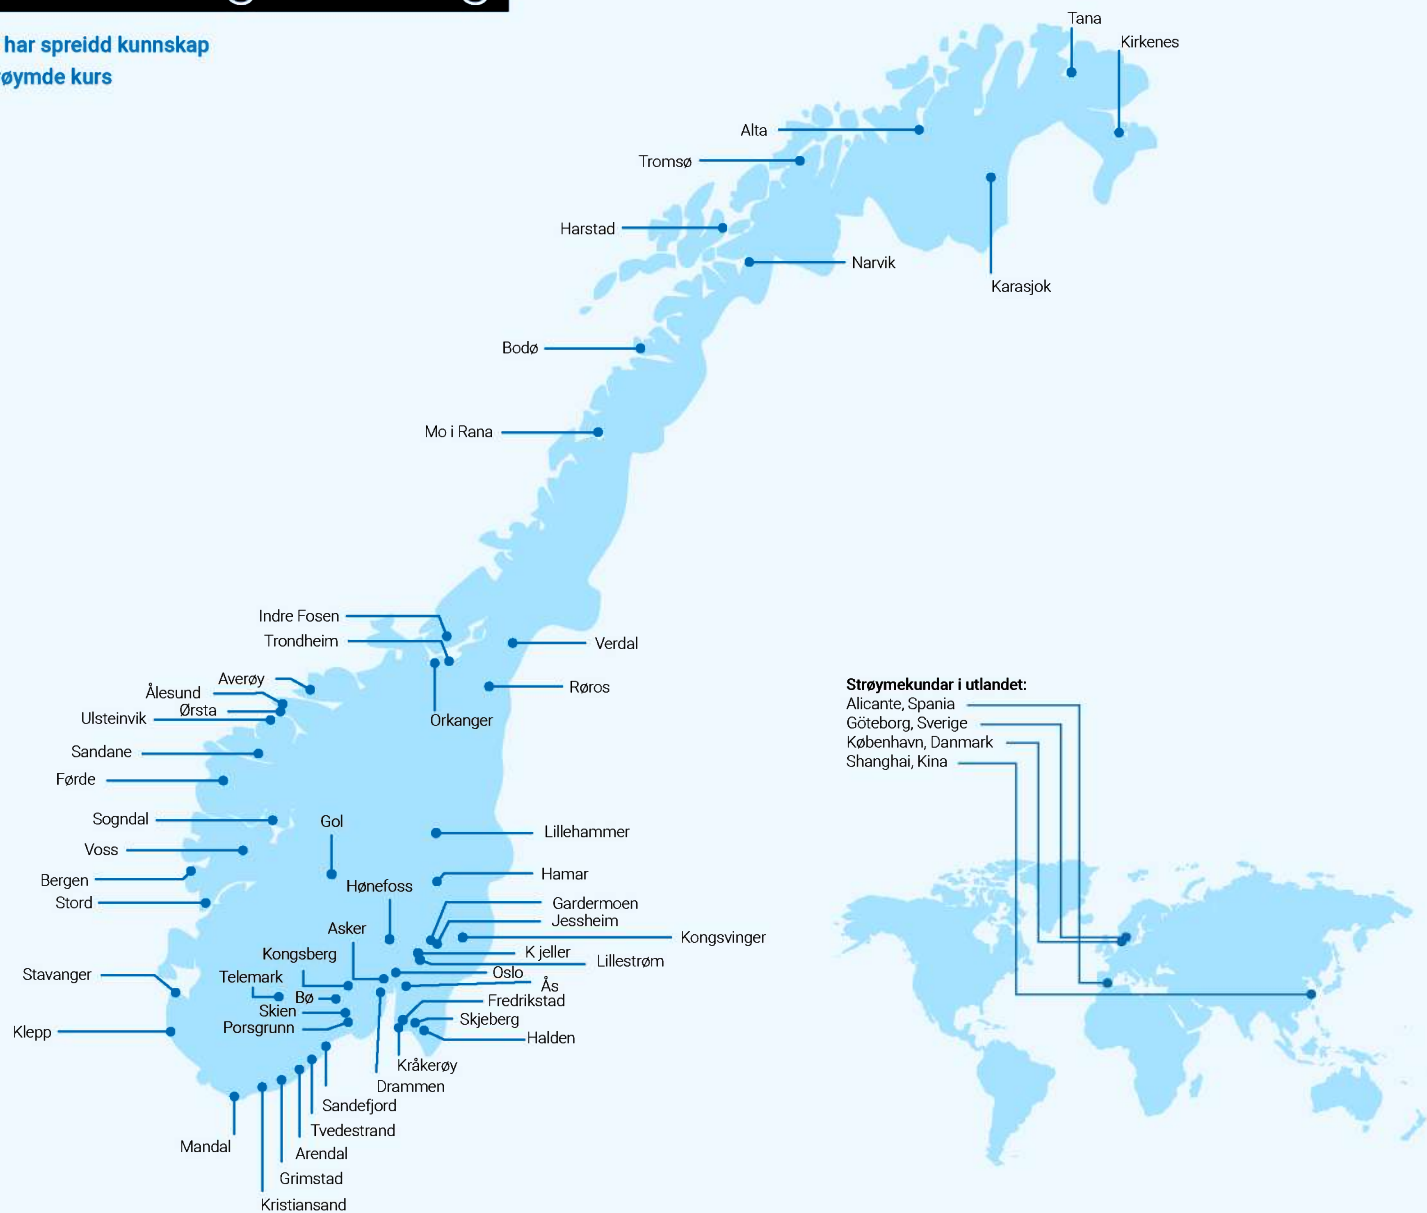 har spreidd kunnskap
øymde kurs
Tana
Kirkenes
Alta
Tromsø
Harstad
Narvik
Karasjok
Bodø
Mo i Rana
Indre Fosen
Trondheim
Verdal
Averøy
Ålesund
Ørsta
Ulsteinvik
Røros
Orkanger
Sandane
Førde
Sogndal
Gol
Lillehammer
Voss
Bergen
Hønefoss
Hamar
Stord
Gardermoen
Jessheim
Asker
Kongsvinger
Kongsberg
K jeller
Lillestrøm
Stavanger
Telemark
Oslo
Ås
Bø
Fredrikstad
Skien
Skjeberg
Porsgrunn
Klepp
Halden
Kråkerøy
Drammen
Sandefjord
Tvedestrand
Mandal
Arendal
Grimstad
Kristiansand
Strøymekundar i utlandet:
Alicante, Spania
Göteborg, Sverige
København, Danmark
Shanghai, Kina